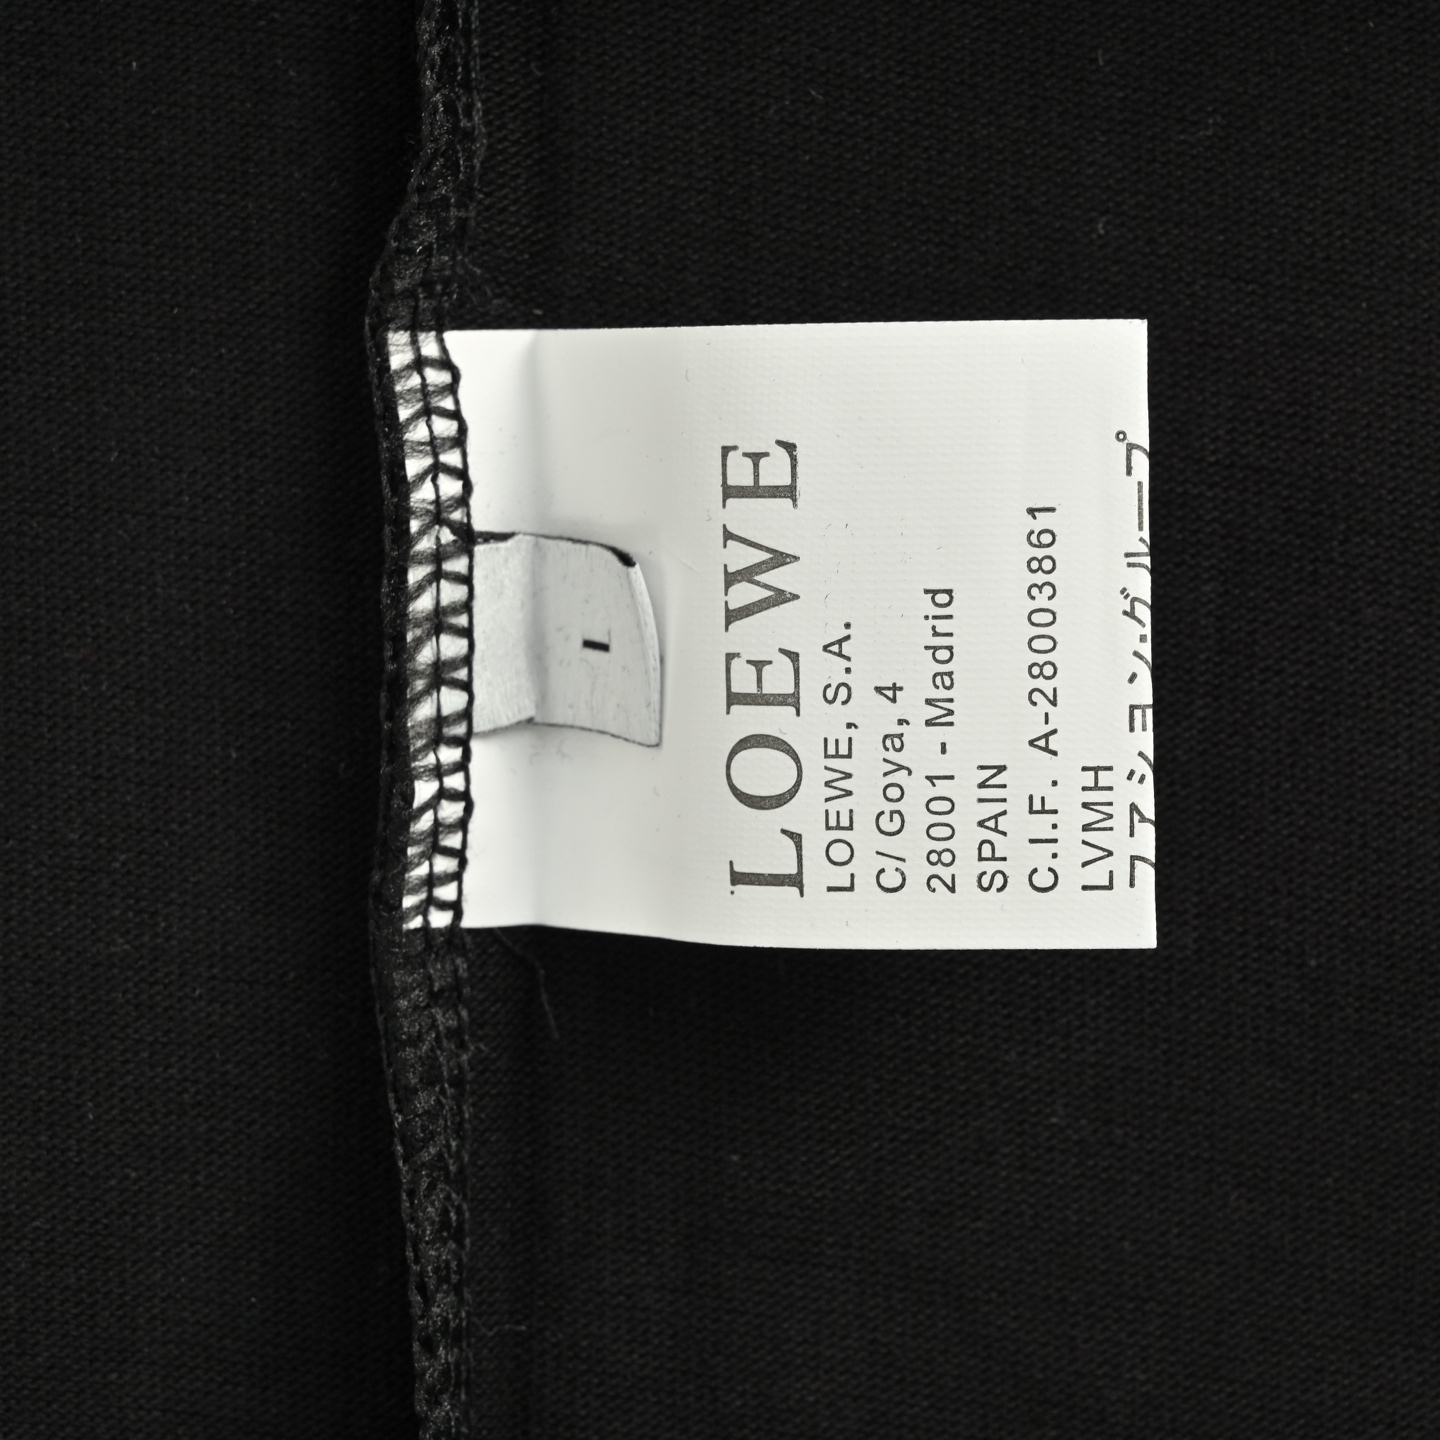 L
LOEWE
LOEWE, S.A.
C/ Goya, 4
28001 - Madrid
SPAIN
C.I.F. A-28003861
LVMH
ファション.グループ